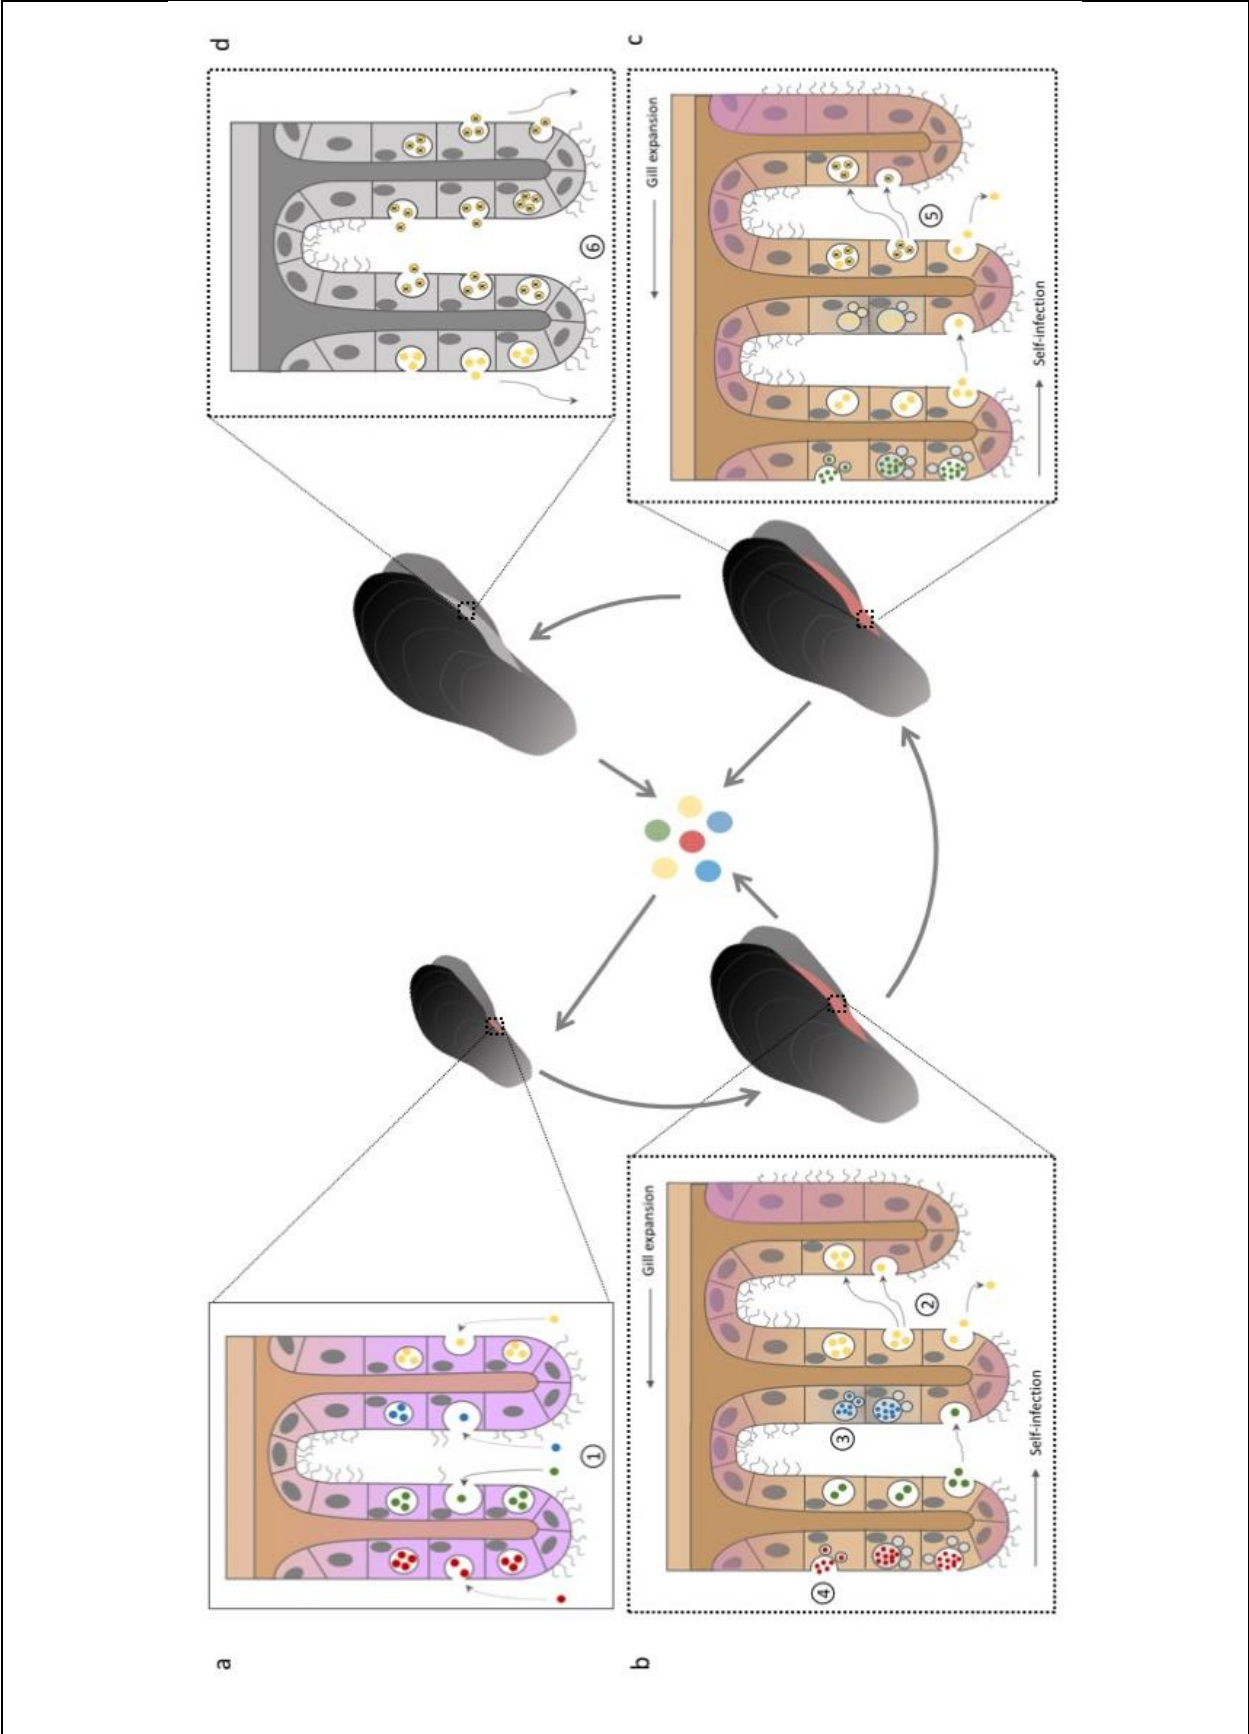 a
①
b
Gill expansion
②
③
④
Self-infection
c
Gill expansion
⑤
Self-infection
d
⑥